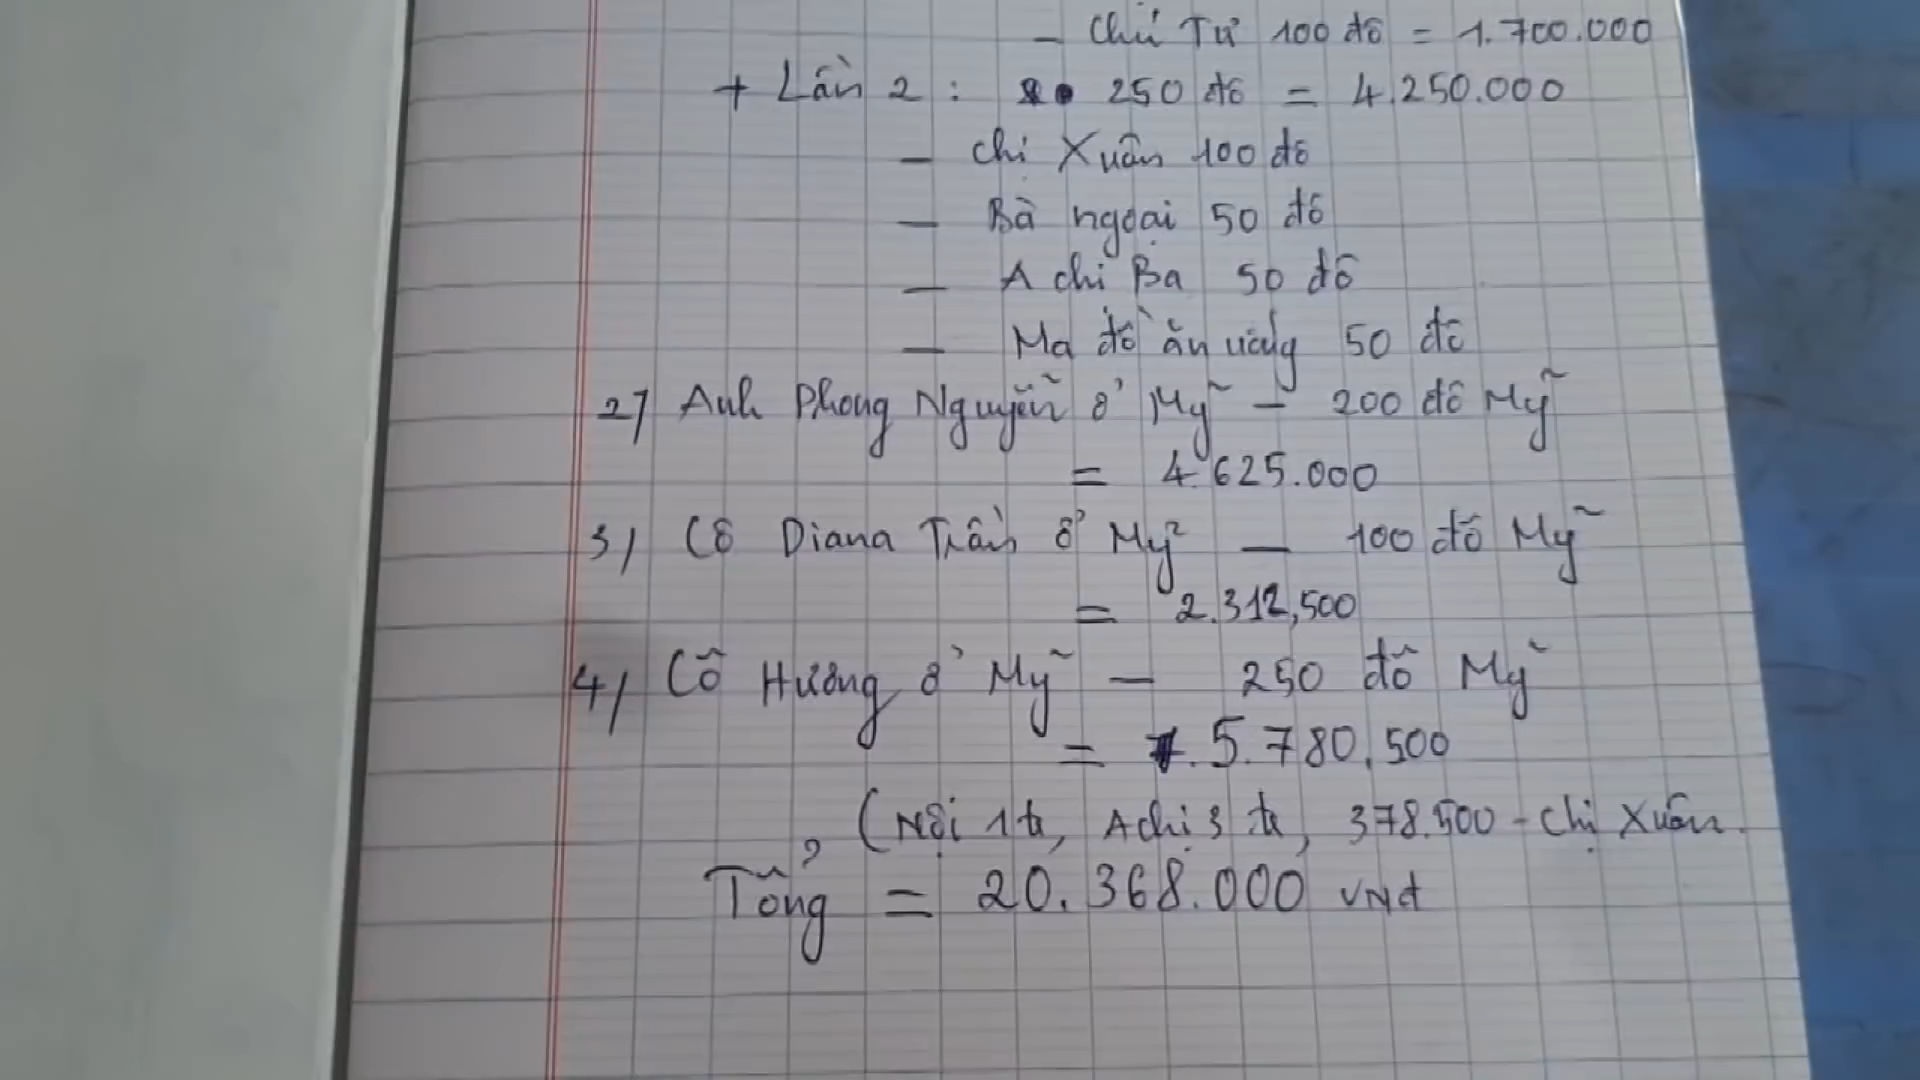 - Chú Tư 100 đô = 1.700.000
+ Lần 2 : 250 đô = 4.250.000
- Chị Xuân 100 đô
- Bà ngoại 50 đô
- A chị Ba 50 đô
- Ma đồ ăn uống 50 đô
2) Anh Phong Nguyễn ở Mỹ - 200 đô Mỹ
= 4.625.000
3) Cô Diana Trần ở Mỹ - 100 đô Mỹ
= 2.312,500
4) Cô Hương ở Mỹ - 250 đô Mỹ
= 5.780,500
(Nội 1tr, A chị 3 tr, 378.500 - Chị Xuân.
Tổng = 20.368.000 vnđ